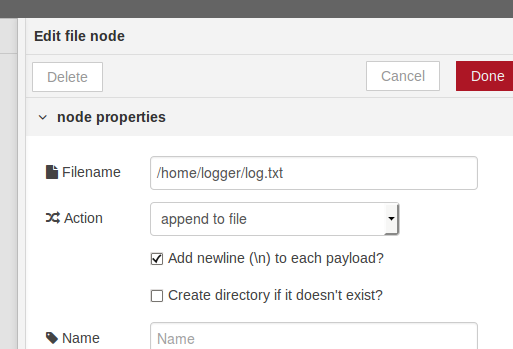 Edit file node
Delete
Cancel
Done
node properties
Filename
/home/logger/log.txt
Action
append to file
Add newline (\n) to each payload?
Create directory if it doesn't exist?
Name
Name